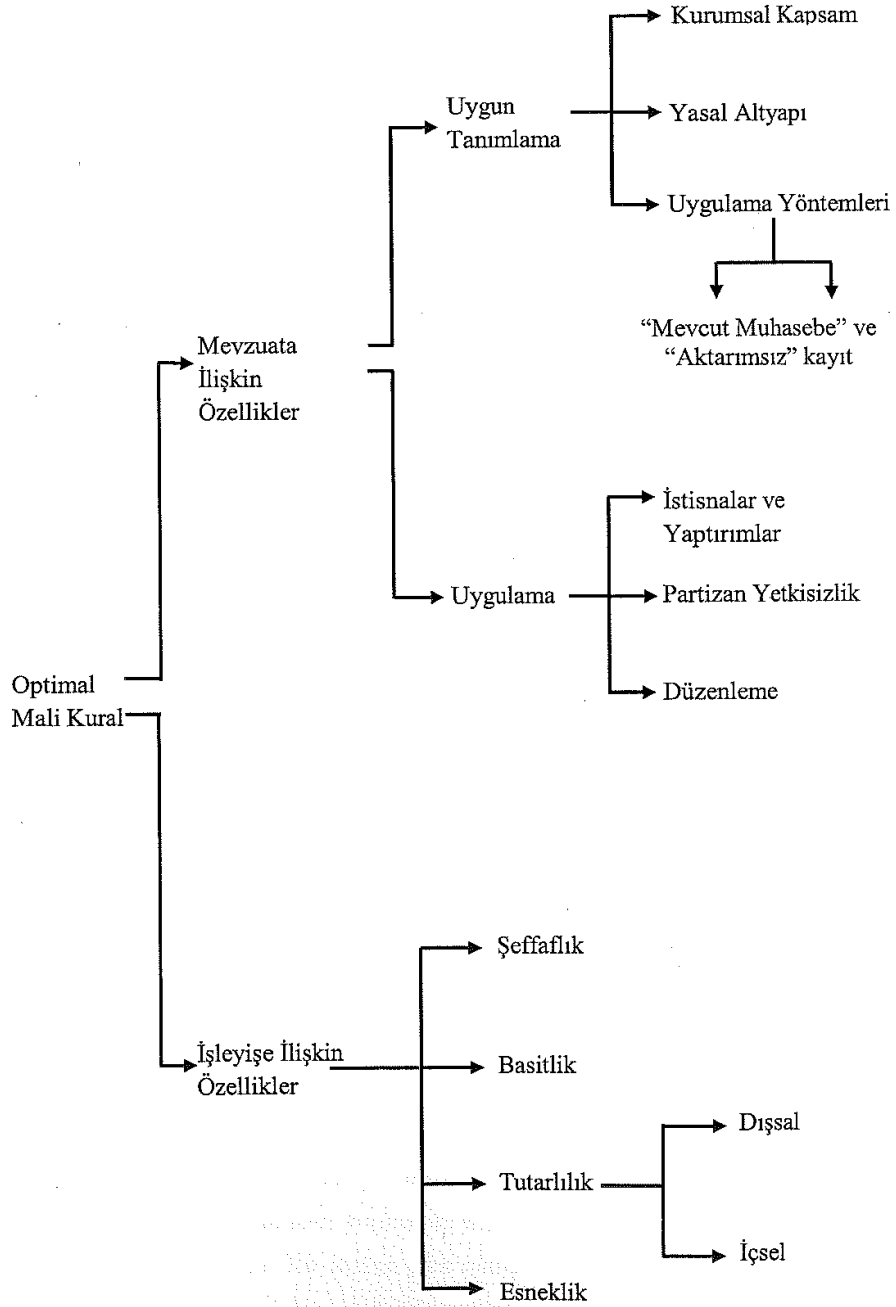 Kurumsal Kapsam
Uygun
Tanımlama
Yasal Altyapı
Uygulama Yöntemleri
“Mevcut Muhasebe” ve
“Aktarımsız” kayıt
Mevzuata
İlişkin
Özellikler
İstisnalar ve
Yaptırımlar
Uygulama
Partizan Yetkisizlik
Düzenleme
Optimal
Mali Kural
Şeffaflık
İşleyişe İlişkin
Özellikler
Basitlik
Dışsal
Tutarlılık
İçsel
Esneklik